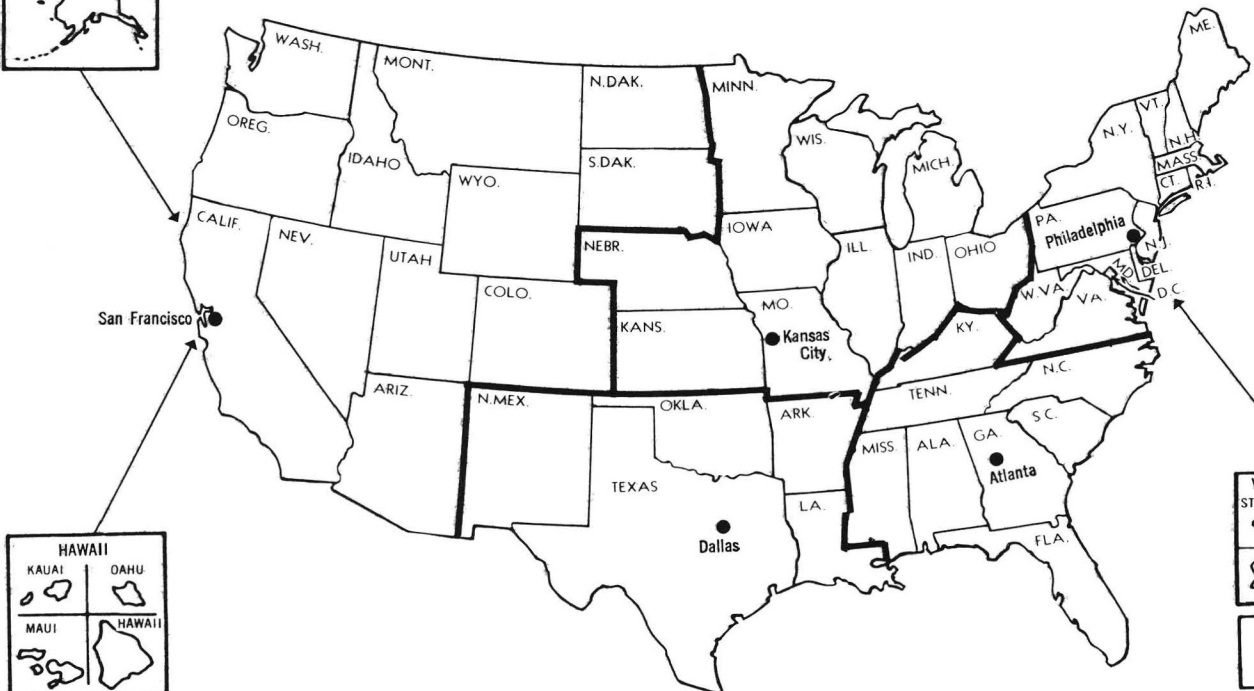 WASH.
MONT.
N.DAK.
MINN.
ME.
OREG.
IDAHO
WYO.
S.DAK.
WIS.
MICH.
N.Y.
VT.
N.H.
MASS.
CT.
R.I.
CALIF.
NEV.
UTAH
COLO.
NEBR.
IOWA
ILL.
IND.
OHIO
PA.
Philadelphia
N.J.
MD.
DEL.
D.C.
W.VA.
VA.
San Francisco
KANS.
MO.
Kansas
City
KY.
N.C.
TENN.
ARIZ.
N.MEX.
OKLA.
ARK.
MISS.
ALA.
GA.
S.C.
Atlanta
TEXAS
LA.
FLA.
Dallas
HAWAII
KAUAI
OAHU
MAUI
HAWAII